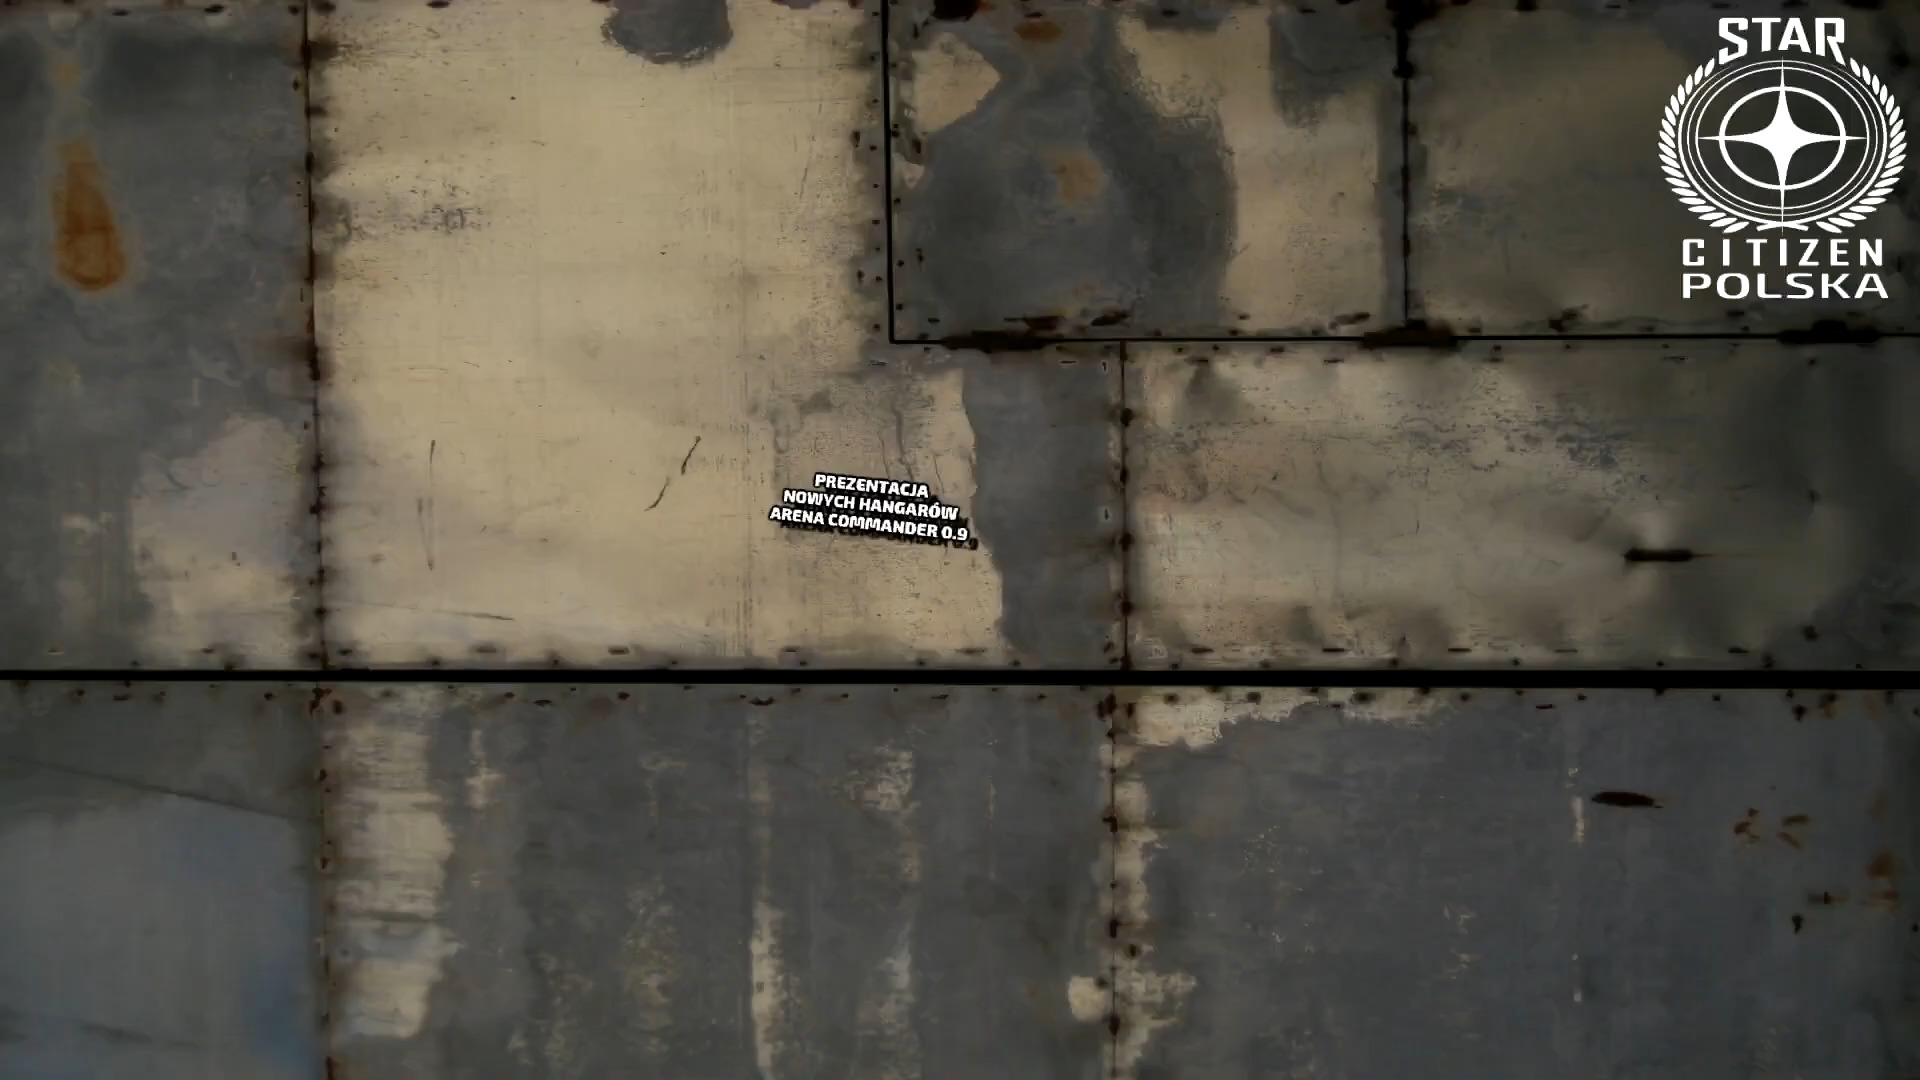 STAR
CITIZEN
POLSKA
PREZENTACJA
NOWYCH HANGARÓW
ARENA COMMANDER 0.9